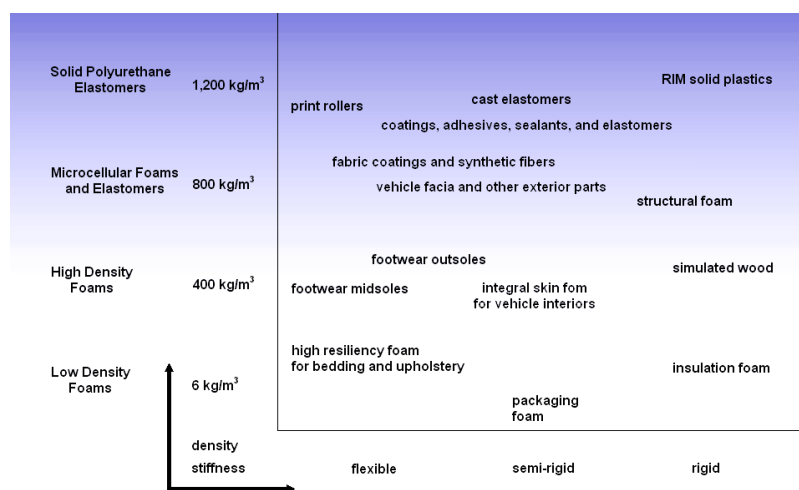 Solid Polyurethane
Elastomers
1,200 kg/m³
RIM solid plastics
print rollers
cast elastomers
coatings, adhesives, sealants, and elastomers
Microcellular Foams
and Elastomers
800 kg/m³
fabric coatings and synthetic fibers
vehicle facia and other exterior parts
structural foam
High Density
Foams
400 kg/m³
footwear outsoles
simulated wood
footwear midsoles
integral skin fom
for vehicle interiors
Low Density
Foams
6 kg/m³
high resiliency foam
for bedding and upholstery
insulation foam
packaging
foam
density
stiffness
flexible
semi-rigid
rigid